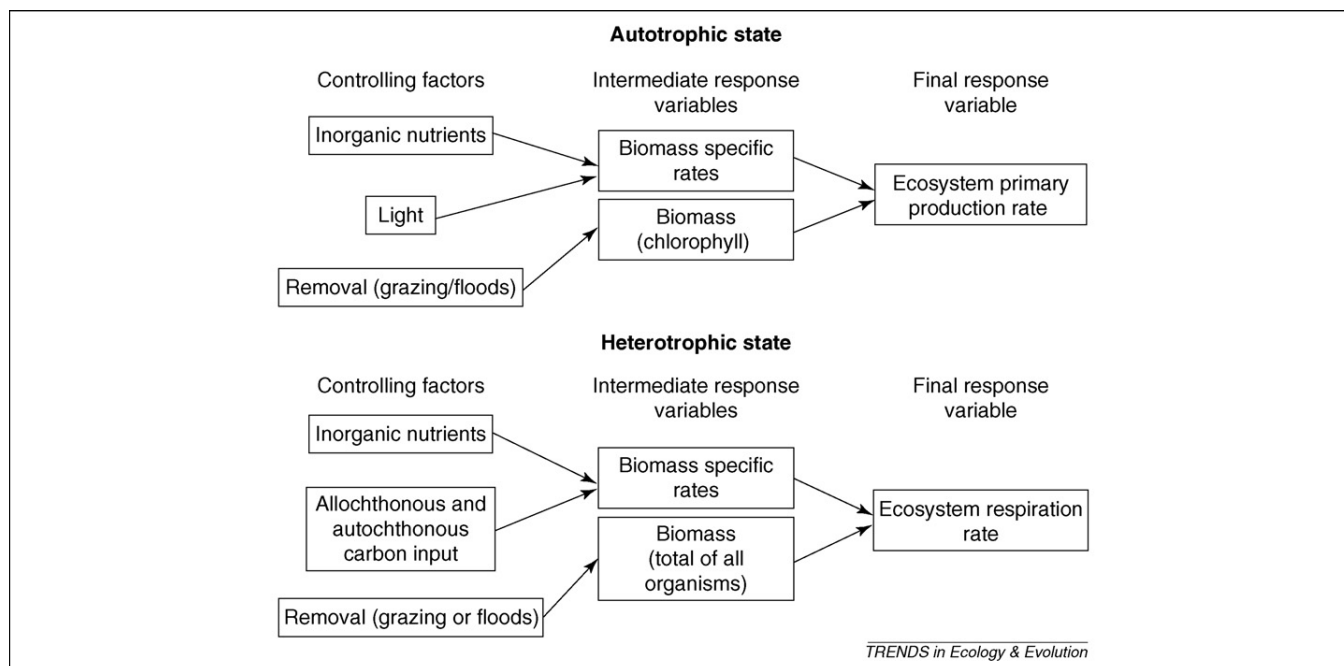 Autotrophic state
Controlling factors
Intermediate response
variables
Final response
variable
Inorganic nutrients
Light
Removal (grazing/floods)
Biomass specific
rates
Biomass
(chlorophyll)
Ecosystem primary
production rate
Heterotrophic state
Controlling factors
Intermediate response
variables
Final response
variable
Inorganic nutrients
Allochthonous and
autochthonous
carbon input
Removal (grazing or floods)
Biomass specific
rates
Biomass
(total of all
organisms)
Ecosystem respiration
rate
TRENDS in Ecology & Evolution